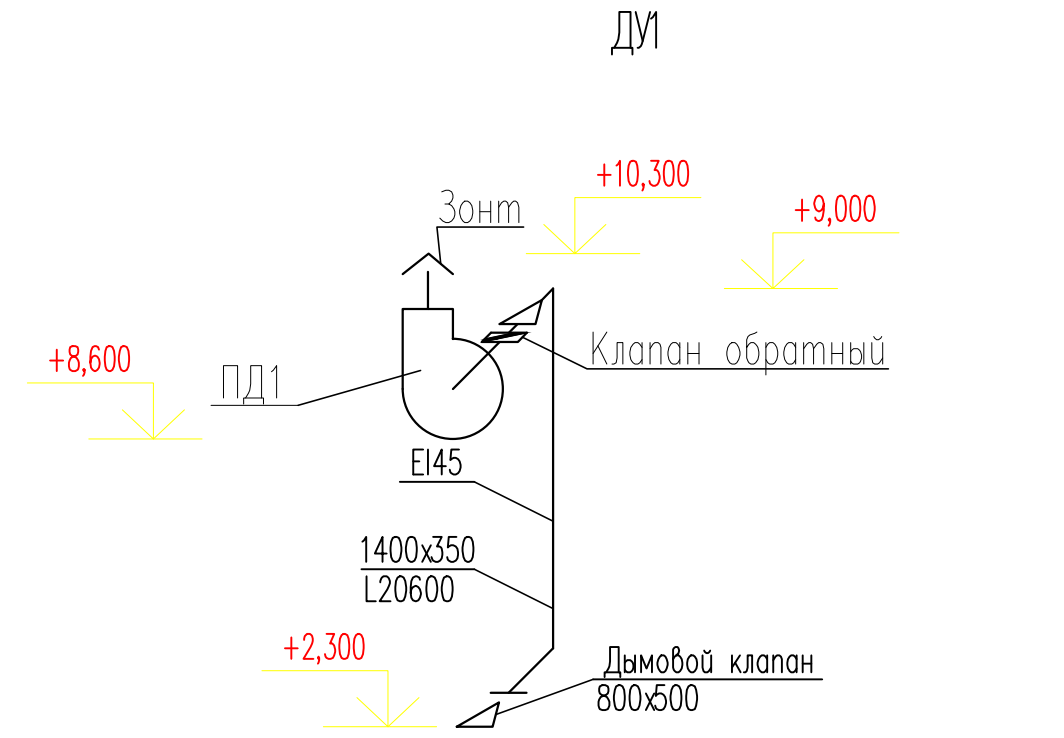 ДУ1
+10,300
Зонт
+9,000
Клапан обратный
+8,600
ПД1
EI45
1400x350
L20600
+2,300
Дымовой клапан
800x500